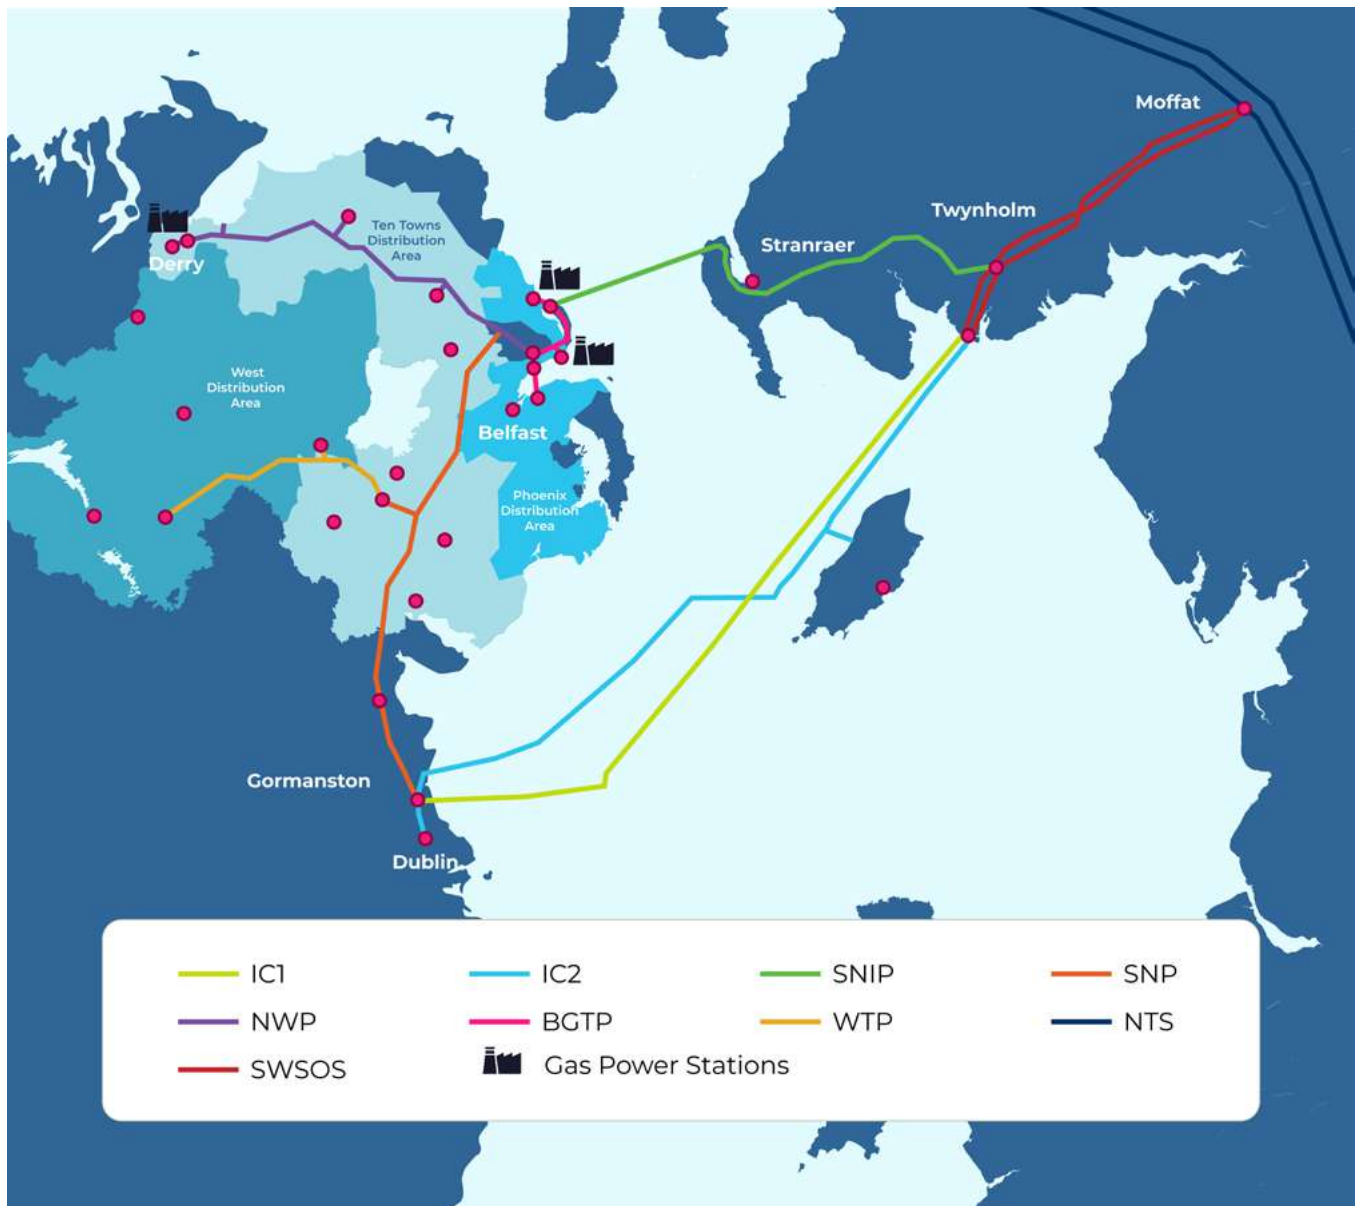 Moffat
Twynholm
Stranraer
Ten Towns
Distribution
Area
Derry
West
Distribution
Area
Belfast
Phoenix
Distribution
Area
Gormanston
Dublin
IC1
IC2
SNIP
SNP
NWP
BGTP
WTP
NTS
SWSOS
Gas Power Stations